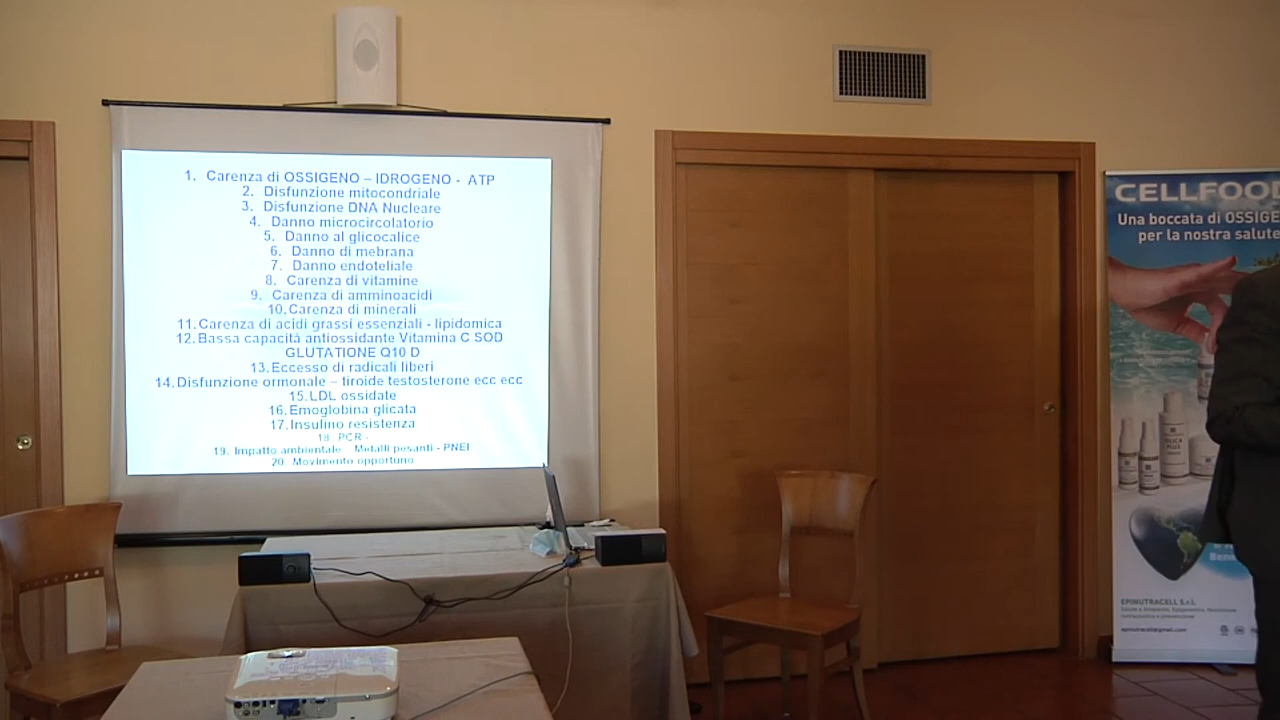 1. Carenza di OSSIGENO – IDROGENO - ATP
2. Disfunzione mitocondriale
3. Disfunzione DNA Nucleare
4. Danno microcircolatorio
5. Danno al glicocalice
6. Danno di mebrana
7. Danno endoteliale
8. Carenza di vitamine
9. Carenza di amminoacidi
10. Carenza di minerali
11. Carenza di acidi grassi essenziali - lipidomica
12. Bassa capacità antiossidante Vitamina C SOD
GLUTATIONE Q10 D
13. Eccesso di radicali liberi
14. Disfunzione ormonale – tiroide testosterone ecc ecc
15. LDL ossidate
16. Emoglobina glicata
17. Insulino resistenza
18. PCR -
19. Impatto ambientale Metalli pesanti - PNEI
20. Movimento opportuno
CELLFOO
Una boccata di OSSIGE
per la nostra salute
EPINUTRACELL S.r.l.
epinutracell@gmail.com